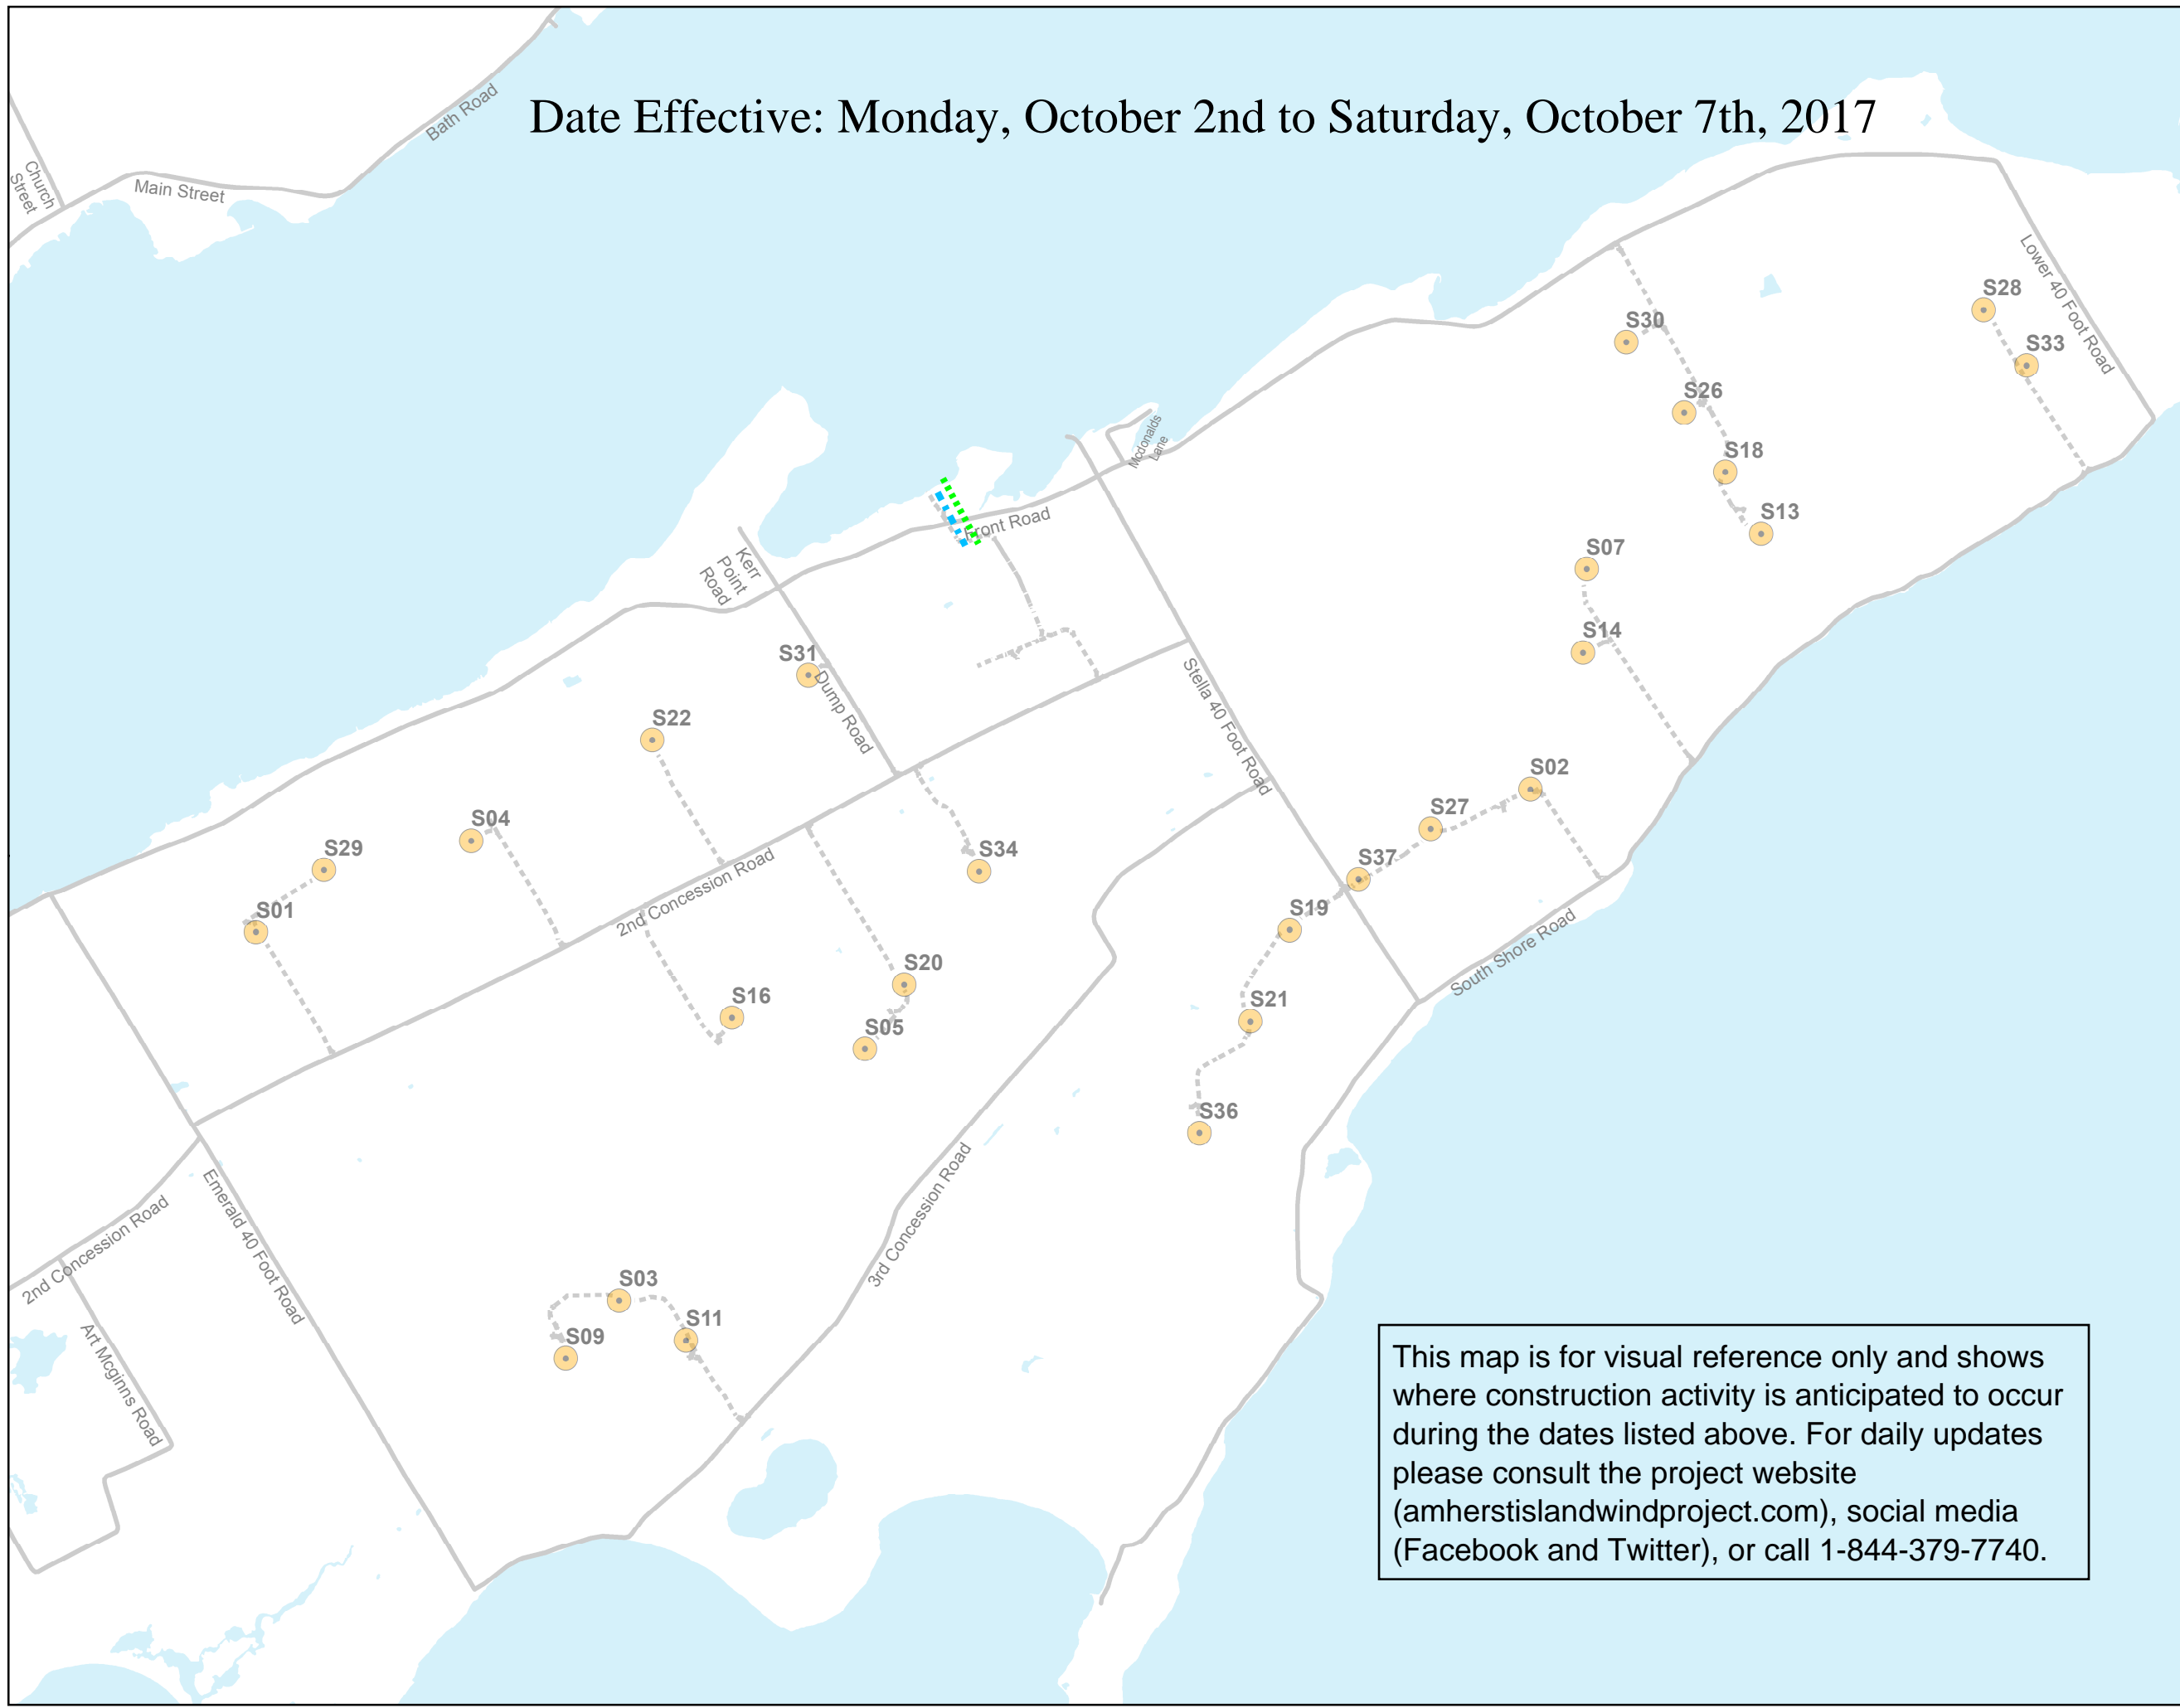 Date Effective: Monday, October 2nd to Saturday, October 7th, 2017
Bath Road
Church
Street
Main Street
Lower 40 Foot Road
S28
S30
S33
S26
Mcdonalds
Lane
S18
S13
Front Road
S07
Kerr
Point
Road
S14
S31
Dump Road
Stella 40 Foot Road
S22
S02
S27
S04
S29
S34
S37
2nd Concession Road
S01
S19
South Shore Road
S20
S16
S21
S05
S36
3rd Concession Road
Emerald 40 Foot Road
2nd Concession Road
S03
S11
S09
Art Mcginns Road
This map is for visual reference only and shows
where construction activity is anticipated to occur
during the dates listed above. For daily updates
please consult the project website
(amherstislandwindproject.com), social media
(Facebook and Twitter), or call 1-844-379-7740.